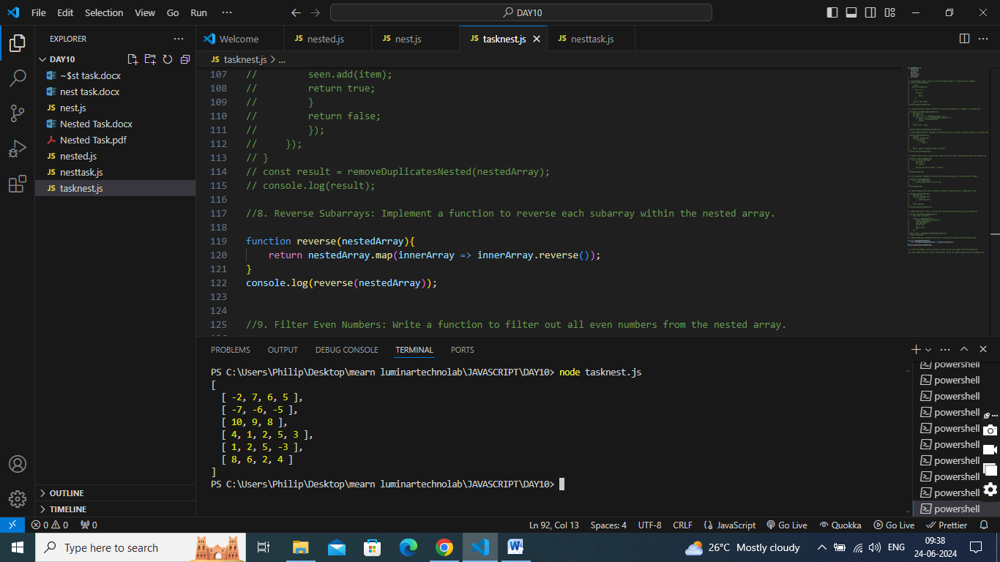 File Edit Selection View Go Run ···
DAY10
EXPLORER
DAY10
~$st task.docx
nest task.docx
JS nest.js
Nested Task.docx
Nested Task.pdf
JS nested.js
JS nesttask.js
JS tasknest.js
OUTLINE
TIMELINE
Welcome
JS nested.js
JS nest.js
JS tasknest.js
JS nesttask.js
JS tasknest.js > ...
107 // seen.add(item);
108 // return true;
109 // }
110 // return false;
111 // });
112 // });
113 // }
114 // const result = removeDuplicatesNested(nestedArray);
115 // console.log(result);
116
117 //8. Reverse Subarrays: Implement a function to reverse each subarray within the nested array.
118
119 function reverse(nestedArray){
120 return nestedArray.map(innerArray => innerArray.reverse());
121 }
122 console.log(reverse(nestedArray));
123
124
125 //9. Filter Even Numbers: Write a function to filter out all even numbers from the nested array.
PROBLEMS OUTPUT DEBUG CONSOLE TERMINAL PORTS
PS C:\Users\Philip\Desktop\mearn luminartechnolab\JAVASCRIPT\DAY10> node tasknest.js
[
[ -2, 7, 6, 5 ],
[ -7, -6, -5 ],
[ 10, 9, 8 ],
[ 4, 1, 2, 5, 3 ],
[ 1, 2, 5, -3 ],
[ 8, 6, 2, 4 ]
]
PS C:\Users\Philip\Desktop\mearn luminartechnolab\JAVASCRIPT\DAY10>
powershell
powershell
powershell
powershell
powershell
powershell
powershell
powershell
powershell
powershell
0 0 0 Ln 92, Col 13 Spaces: 4 UTF-8 CRLF JavaScript Go Live Quokka Go Live Prettier
Type here to search
26°C Mostly cloudy
ENG
09:38
24-06-2024